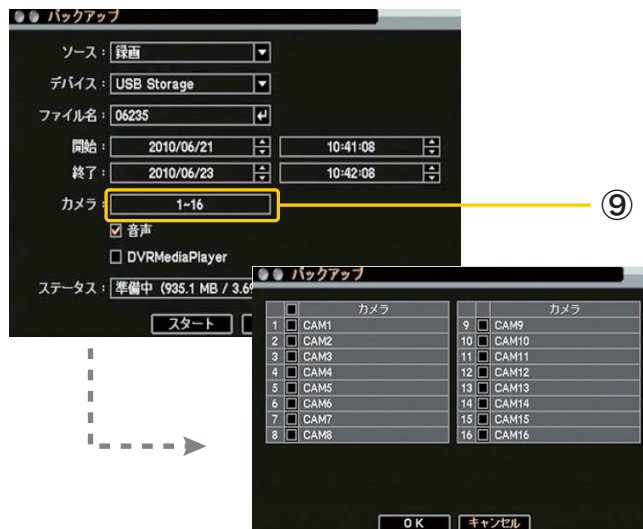 バックアップ
ソース : 録画
デバイス : USB Storage
ファイル名 : 06235
開始 : 2010/06/21 10:41:08
終了 : 2010/06/23 10:42:08
カメラ : 1~16
⑨
音声
DVRMediaPlayer
ステータス : 準備中 (935.1 MB / 3.6%
スタート
バックアップ
カメラ カメラ
1 CAM1 9 CAM9
2 CAM2 10 CAM10
3 CAM3 11 CAM11
4 CAM4 12 CAM12
5 CAM5 13 CAM13
6 CAM6 14 CAM14
7 CAM7 15 CAM15
8 CAM8 16 CAM16
OK キャンセル